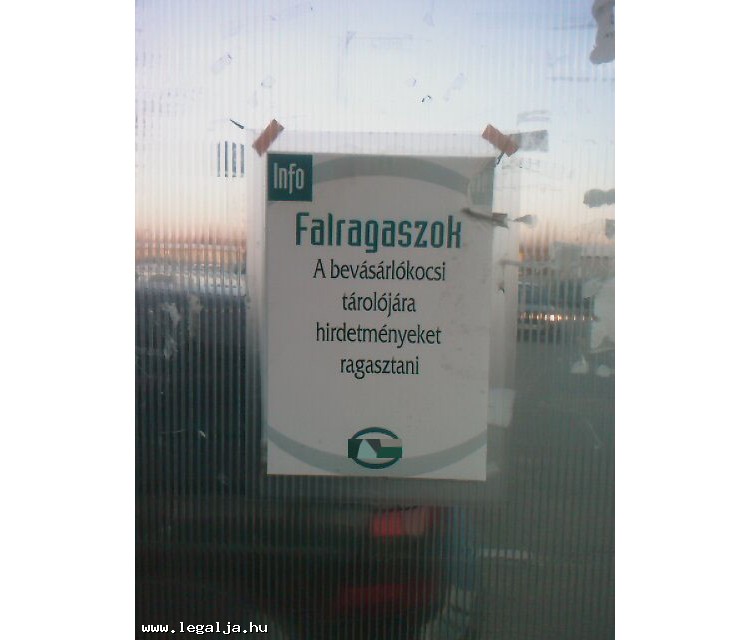 Info
Falragaszok
A bevásárlókocsi
tárolójára
hirdetményeket
ragasztani
www.legalja.hu